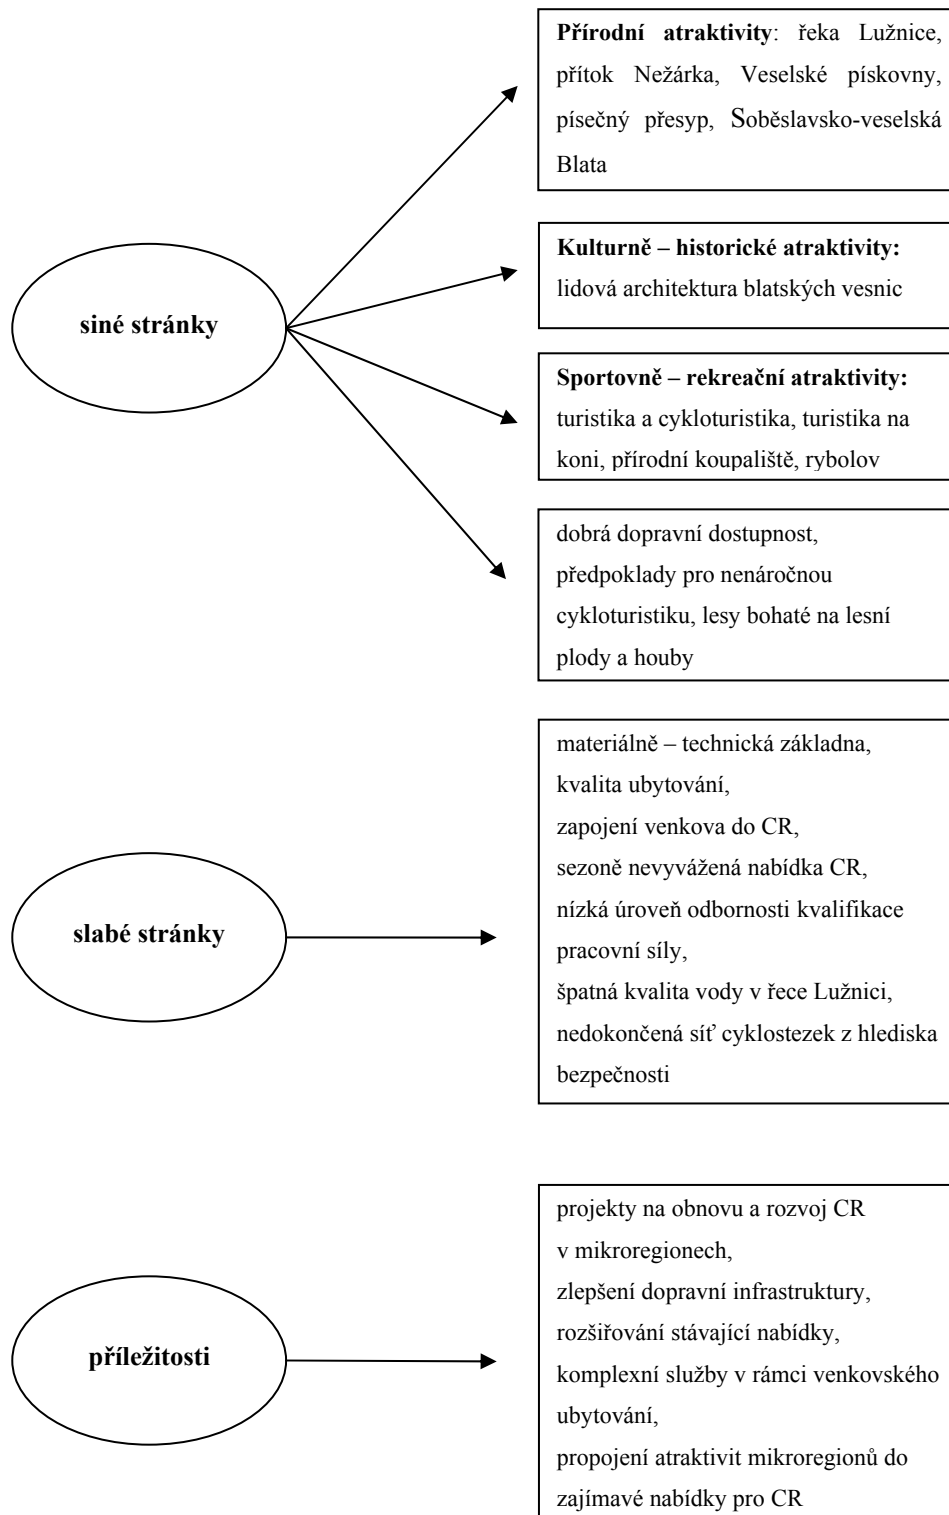 Přírodní atraktivity: řeka Lužnice,
přítok Nežárka, Veselské pískovny,
písečný přesyp, Soběslavsko-veselská
Blata
siné stránky
Kulturně – historické atraktivity:
lidová architektura blatských vesnic
Sportovně – rekreační atraktivity:
turistika a cykloturistika, turistika na
koni, přírodní koupaliště, rybolov
dobrá dopravní dostupnost,
předpoklady pro nenáročnou
cykloturistiku, lesy bohaté na lesní
plody a houby
slabé stránky
materiálně – technická základna,
kvalita ubytování,
zapojení venkova do CR,
sezoně nevyvážená nabídka CR,
nízká úroveň odbornosti kvalifikace
pracovní síly,
špatná kvalita vody v řece Lužnici,
nedokončená síť cyklostezek z hlediska
bezpečnosti
příležitosti
projekty na obnovu a rozvoj CR
v mikroregionech,
zlepšení dopravní infrastruktury,
rozšiřování stávající nabídky,
komplexní služby v rámci venkovského
ubytování,
propojení atraktivit mikroregionů do
zajímavé nabídky pro CR